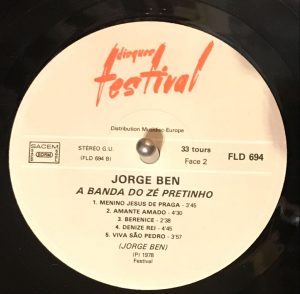 disques
festival
Distribution Musidisc-Europe
SACEM
SDRM
STÉRÉO G.U.
(FLD 694 B)
33 tours
Face 2
FLD 694
JORGE BEN
A BANDA DO ZÉ PRETINHO
1. MENINO JESUS DE PRAGA - 3'45
2. AMANTE AMADO - 4'30
3. BERENICE - 2'38
4. DENIZE REI - 4'45
5. VIVA SÃO PEDRO - 3'57
(JORGE BEN)
(P) 1978
Festival